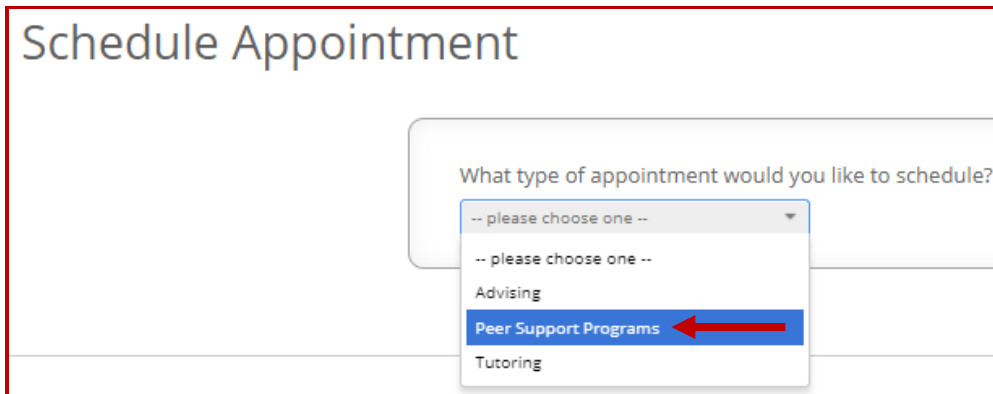 Schedule Appointment
What type of appointment would you like to schedule?
-- please choose one --
-- please choose one --
Advising
Peer Support Programs
Tutoring